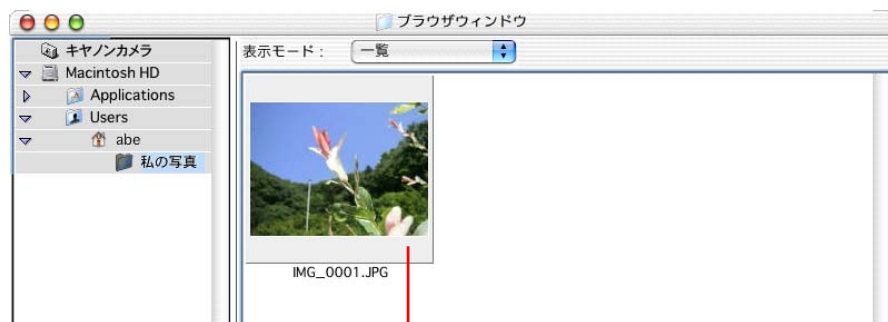 ブラウザウィンドウ
キヤノンカメラ
Macintosh HD
Applications
Users
abe
私の写真
表示モード：
一覧
IMG_0001.JPG